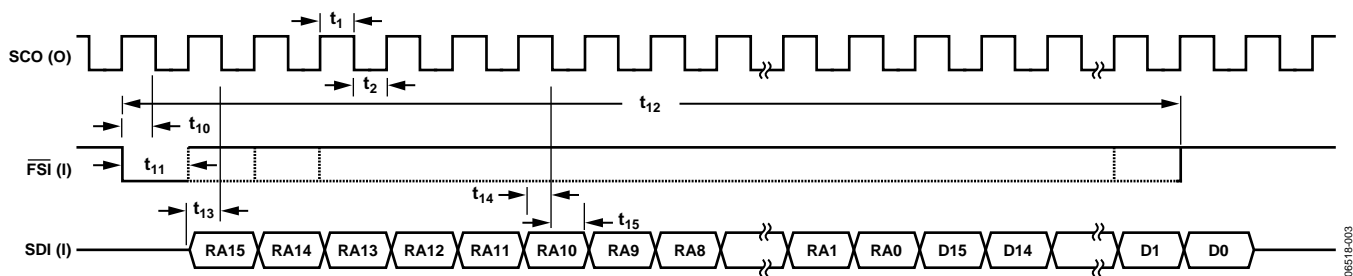 t1
SCO (O)
t2
t12
t10
FSI (I)
t11
t14
t13
t15
SDI (I) RA15 RA14 RA13 RA12 RA11 RA10 RA9 RA8 RA1 RA0 D15 D14 D1 D0
06518-003